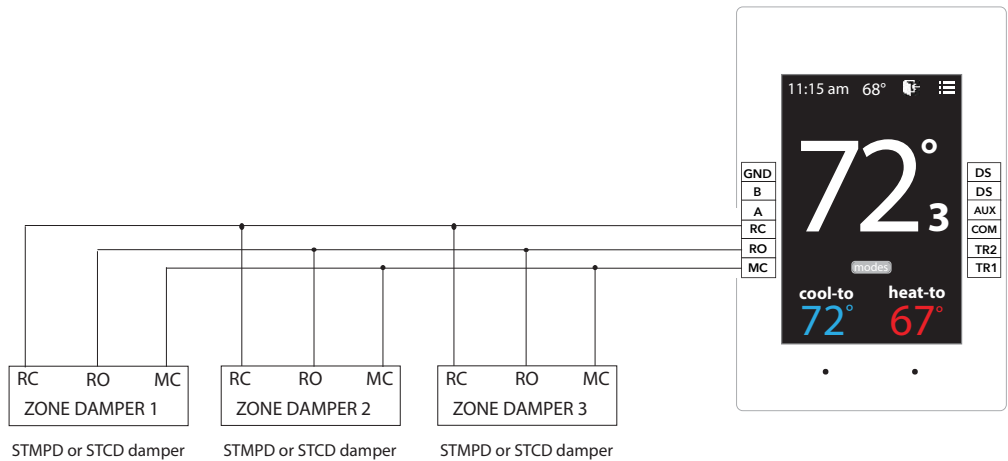 11:15 am 68°
72°
3
modes
cool-to heat-to
72° 67°
GND
B
A
RC
RO
MC
DS
DS
AUX
COM
TR2
TR1
RC RO MC
ZONE DAMPER 1
STMPD or STCD damper
RC RO MC
ZONE DAMPER 2
STMPD or STCD damper
RC RO MC
ZONE DAMPER 3
STMPD or STCD damper